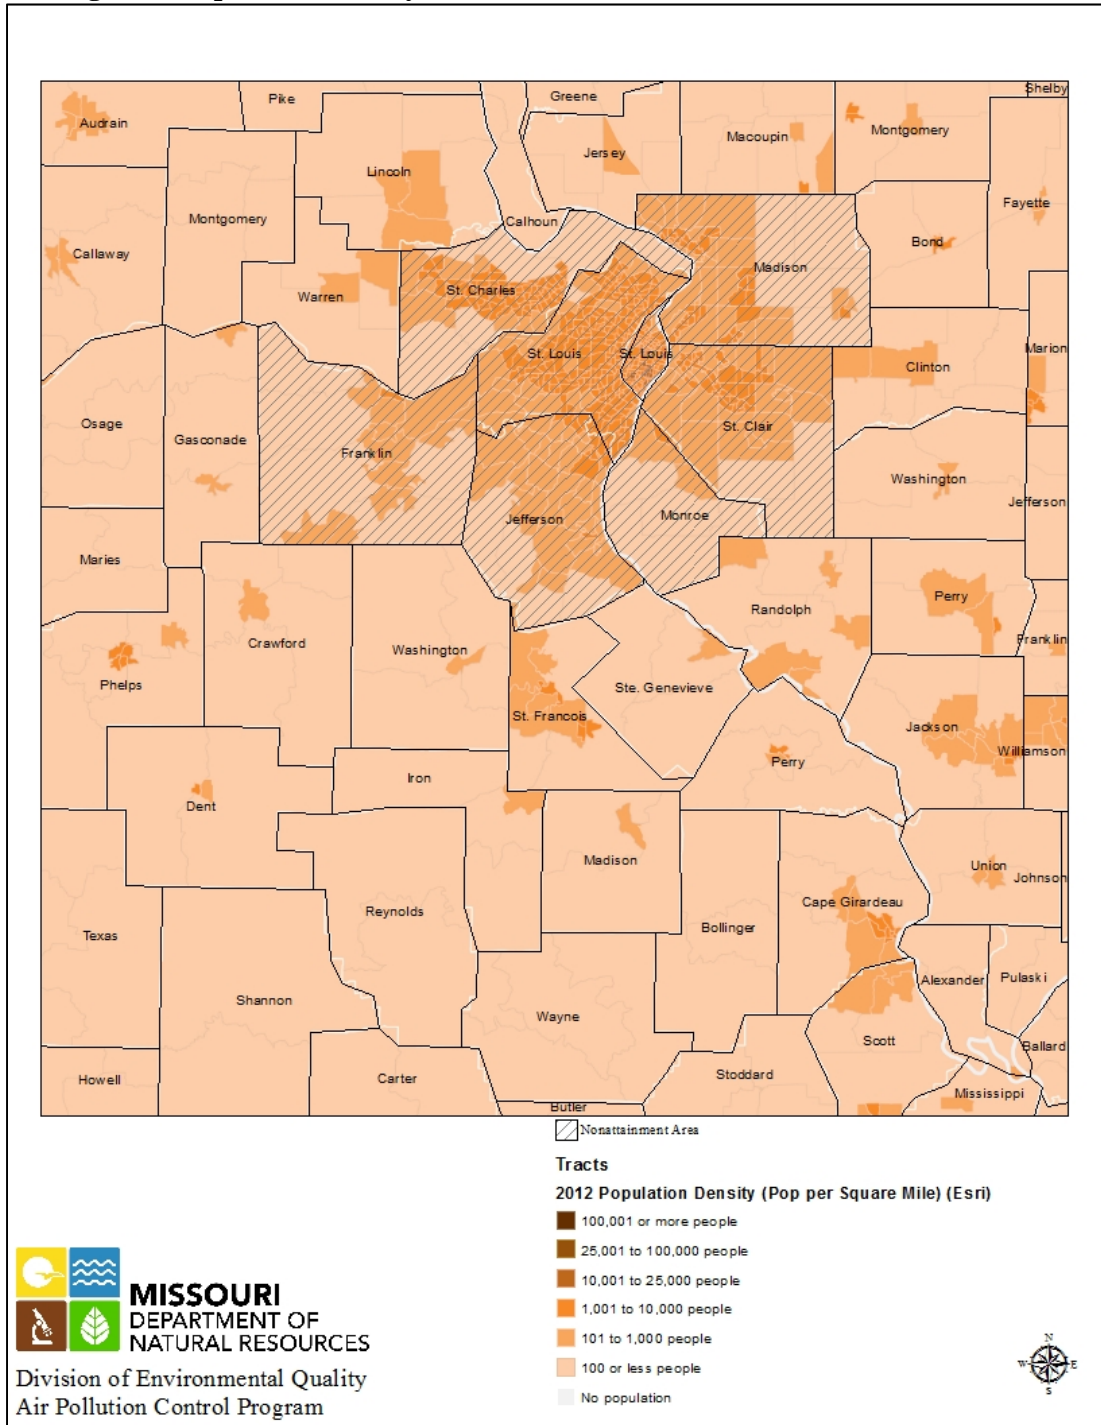 Pike
Greene
Shelby
Audrain
Macoupin
Montgomery
Jersey
Lincoln
Fayette
Montgomery
Calhoun
Bond
Callaway
Madison
St. Charles
Warren
Marion
St. Louis
St. Louis
Clinton
Osage
Gasconade
St. Clair
Franklin
Washington
Jefferson
Monroe
Jefferson
Maries
Perry
Randolph
Franklin
Crawford
Washington
Phelps
Ste. Genevieve
St. Francois
Jackson
Williamson
Perry
Iron
Dent
Madison
Union
Johnson
Cape Girardeau
Reynolds
Bollinger
Texas
Alexander
Pulaski
Shannon
Wayne
Scott
Ballard
Stoddard
Howell
Carter
Mississippi
Butler
Nonattainment Area
Tracts
2012 Population Density (Pop per Square Mile) (Esri)
100,001 or more people
25,001 to 100,000 people
10,001 to 25,000 people
1,001 to 10,000 people
101 to 1,000 people
100 or less people
No population
MISSOURI
DEPARTMENT OF
NATURAL RESOURCES
Division of Environmental Quality
Air Pollution Control Program
N
W E
S